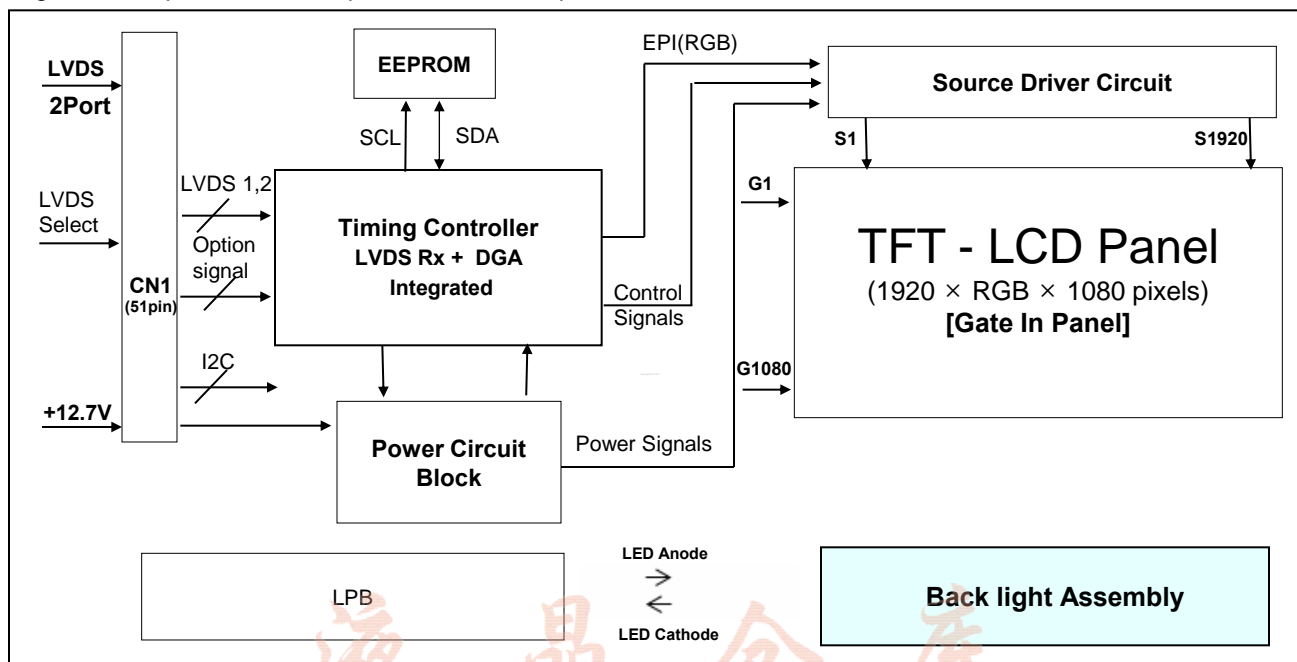 EPI(RGB)
LVDS
2Port
EEPROM
Source Driver Circuit
SCL
SDA
S1
S1920
LVDS 1,2
G1
LVDS
Select
Option
signal
Timing Controller
LVDS Rx + DGA
Integrated
TFT - LCD Panel
(1920 × RGB × 1080 pixels)
[Gate In Panel]
CN1
(51pin)
Control
Signals
I2C
G1080
+12.7V
Power Circuit
Block
Power Signals
LED Anode
LPB
Back light Assembly
LED Cathode